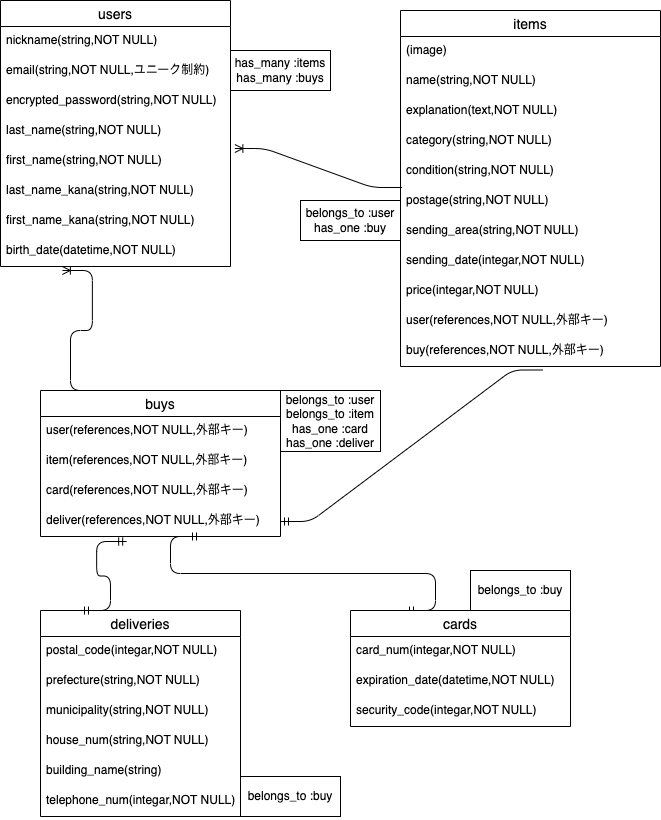 users
nickname(string,NOT NULL)
email(string,NOT NULL,ユニーク制約)
encrypted_password(string,NOT NULL)
last_name(string,NOT NULL)
first_name(string,NOT NULL)
last_name_kana(string,NOT NULL)
first_name_kana(string,NOT NULL)
birth_date(datetime,NOT NULL)
has_many :items
has_many :buys
items
(image)
name(string,NOT NULL)
explanation(text,NOT NULL)
category(string,NOT NULL)
condition(string,NOT NULL)
postage(string,NOT NULL)
sending_area(string,NOT NULL)
sending_date(integar,NOT NULL)
price(integar,NOT NULL)
user(references,NOT NULL,外部キー)
buy(references,NOT NULL,外部キー)
belongs_to :user
has_one :buy
buys
user(references,NOT NULL,外部キー)
item(references,NOT NULL,外部キー)
card(references,NOT NULL,外部キー)
deliver(references,NOT NULL,外部キー)
belongs_to :user
belongs_to :item
has_one :card
has_one :deliver
deliveries
postal_code(integar,NOT NULL)
prefecture(string,NOT NULL)
municipality(string,NOT NULL)
house_num(string,NOT NULL)
building_name(string)
telephone_num(integar,NOT NULL)
belongs_to :buy
belongs_to :buy
cards
card_num(integar,NOT NULL)
expiration_date(datetime,NOT NULL)
security_code(integar,NOT NULL)